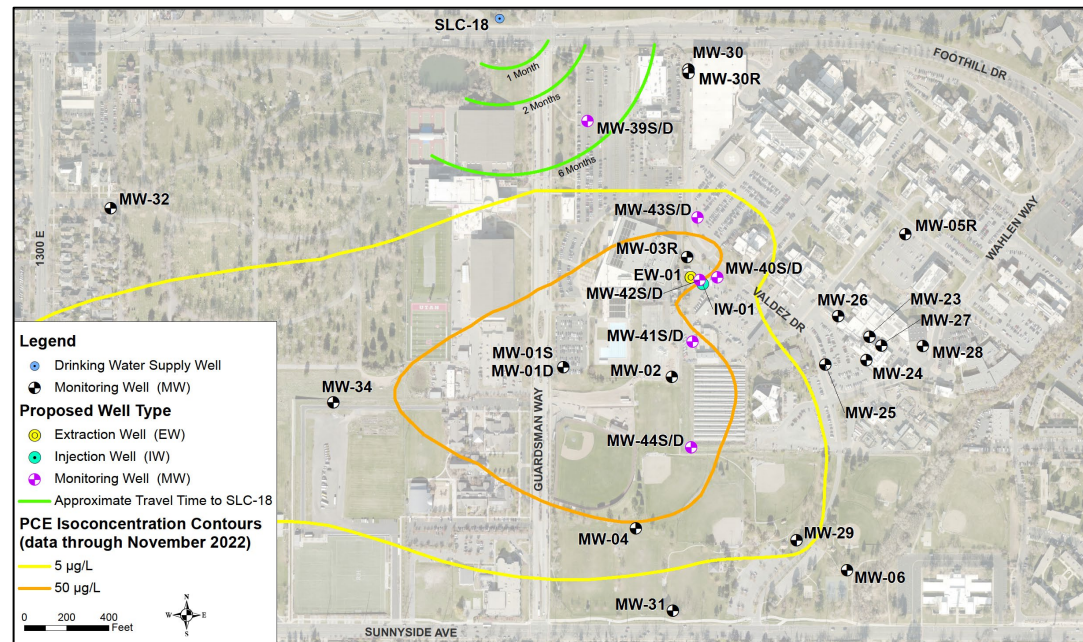 SLC-18
FOOTHILL DR
MW-30
MW-30R
1 Month
2 Months
6 Months
MW-39S/D
MW-32
1300 E
MW-43S/D
MW-05R
WAHLEN WAY
MW-03R
EW-01
MW-40S/D
MW-42S/D
IW-01
VALDEZ DR
MW-26
MW-23
MW-27
MW-28
MW-24
MW-25
MW-41S/D
MW-01S
MW-01D
MW-02
MW-34
GUARDSMAN WAY
MW-44S/D
MW-04
MW-29
MW-06
MW-31
SUNNYSIDE AVE
Legend
Drinking Water Supply Well
Monitoring Well (MW)
Proposed Well Type
Extraction Well (EW)
Injection Well (IW)
Monitoring Well (MW)
Approximate Travel Time to SLC-18
PCE Isoconcentration Contours
(data through November 2022)
5 µg/L
50 µg/L
0 200 400
Feet
N
W E
S